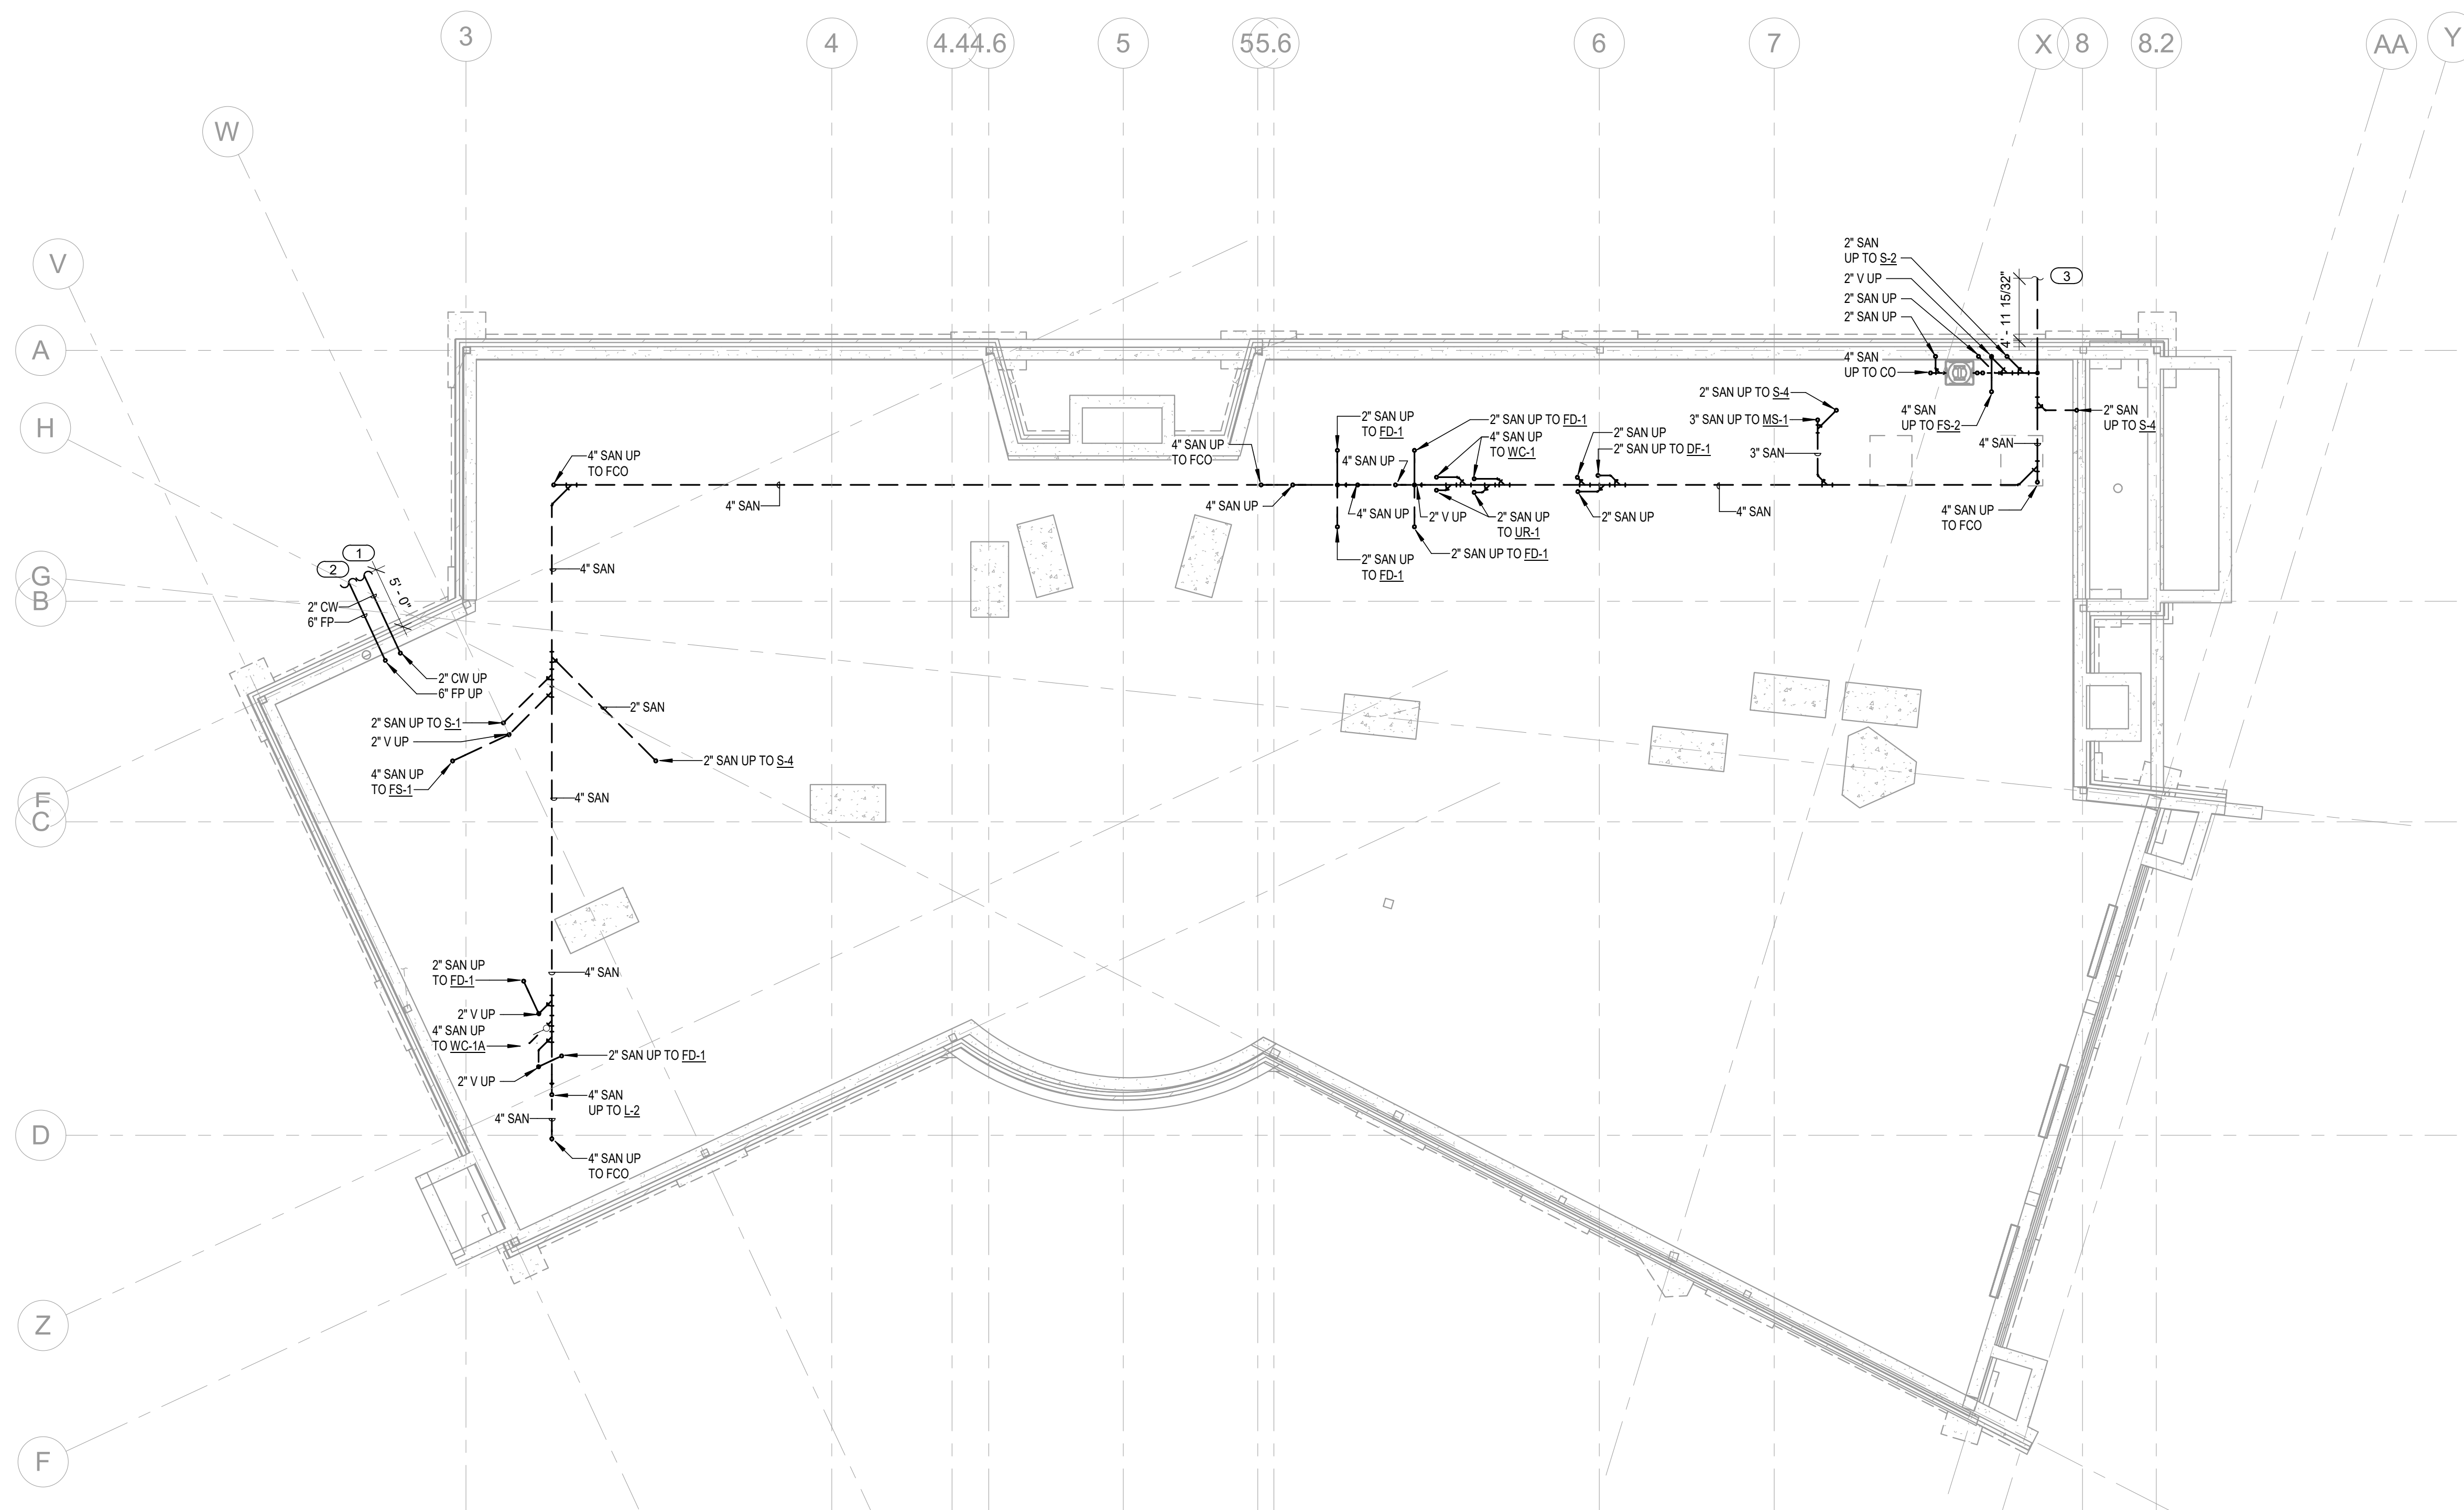 3
4
4.4
4.6
5
5
5.6
6
7
X
8
8.2
AA
Y
W
V
H
A
G
B
C
D
Z
F
2" SAN
UP TO S-2
2" V UP
2" SAN UP
2" SAN UP
4" SAN
UP TO CO
4' - 11 15/32"
3
2" SAN UP TO S-4
3" SAN UP TO MS-1
3" SAN
4" SAN
UP TO FS-2
2" SAN
UP TO S-4
4" SAN
4" SAN UP
TO FCO
4" SAN UP
TO FCO
4" SAN
4" SAN UP
TO FCO
4" SAN UP
2" SAN UP
TO FD-1
4" SAN UP
2" SAN UP TO FD-1
4" SAN UP
TO WC-1
2" SAN UP
2" SAN UP TO DF-1
4" SAN UP
2" V UP
2" SAN UP
TO UR-1
2" SAN UP
4" SAN
2" SAN UP
TO FD-1
2" SAN UP TO FD-1
1
2
5' - 0"
2" CW
6" FP
2" CW UP
6" FP UP
4" SAN
2" SAN UP TO S-1
2" V UP
4" SAN UP
TO FS-1
2" SAN
2" SAN UP TO S-4
4" SAN
2" SAN UP
TO FD-1
4" SAN
2" V UP
4" SAN UP
TO WC-1A
2" SAN UP TO FD-1
2" V UP
4" SAN
UP TO L-2
4" SAN
4" SAN UP
TO FCO